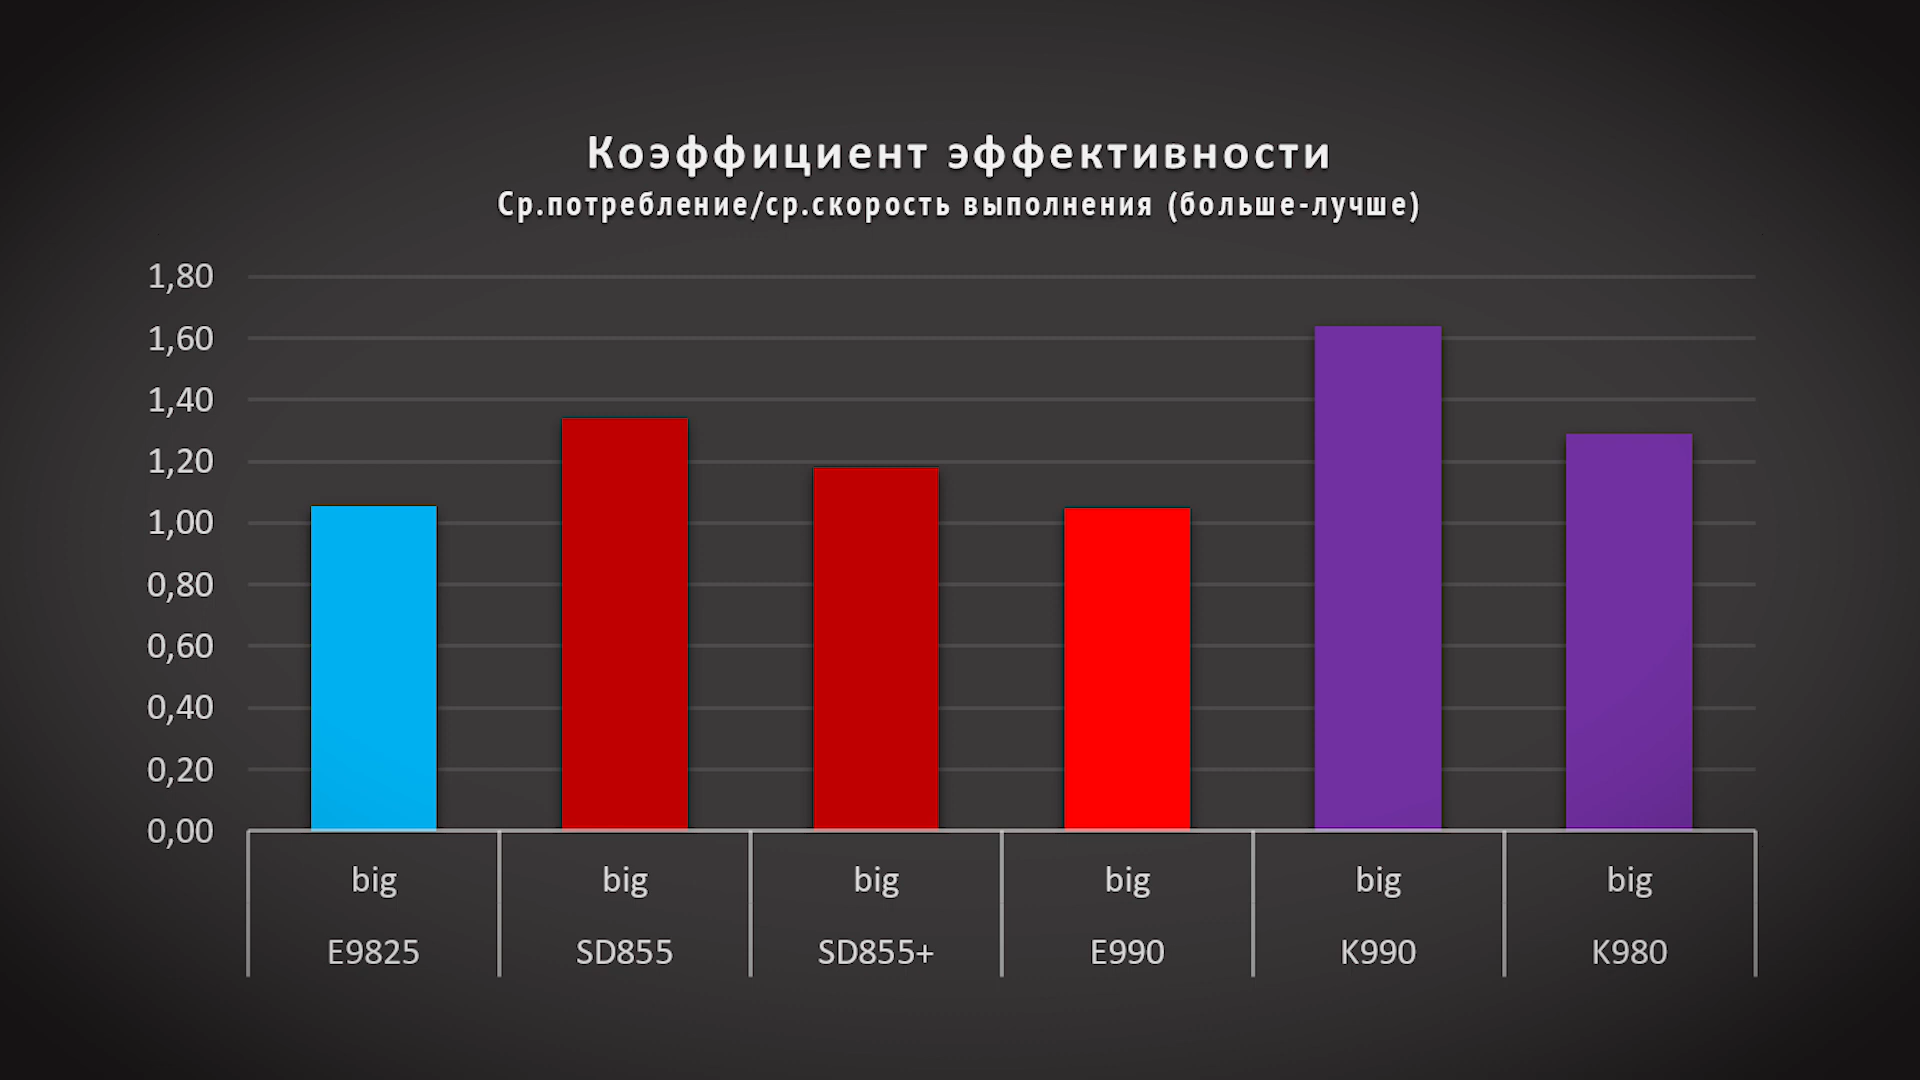 Коэффициент эффективности
Ср.потребление/ср.скорость выполнения (больше-лучше)
1,80
1,60
1,40
1,20
1,00
0,80
0,60
0,40
0,20
0,00
big big big big big big
E9825 SD855 SD855+ E990 K990 K980